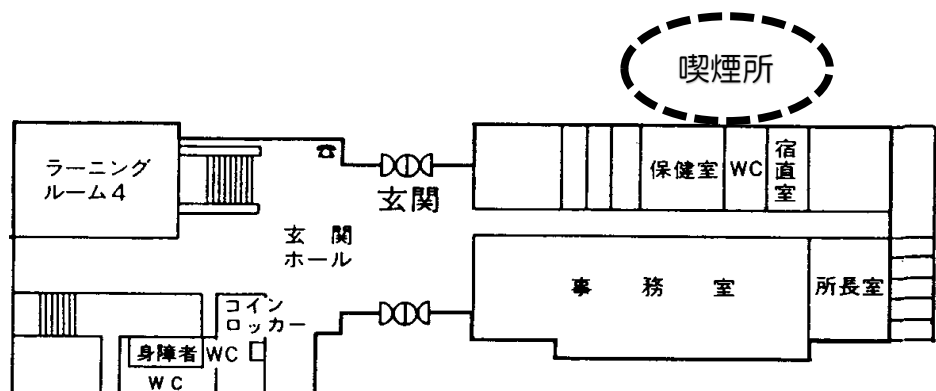 喫煙所
ラーニング
ルーム4
☎
玄関
保健室
WC
宿直室
玄関
ホール
事務室
所長室
コイン
ロッカー
身障者WC
WC